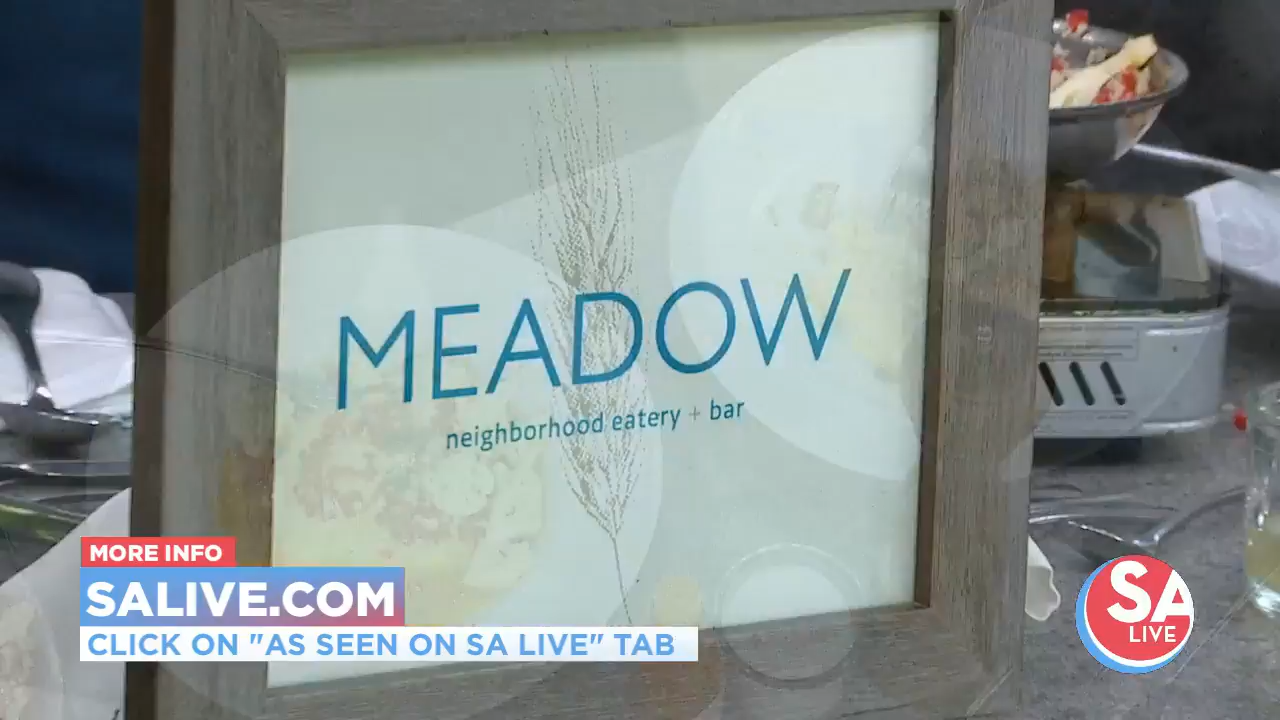 MEADOW
neighborhood eatery + bar
MORE INFO
SALIVE.COM
CLICK ON "AS SEEN ON SA LIVE" TAB
SA
LIVE